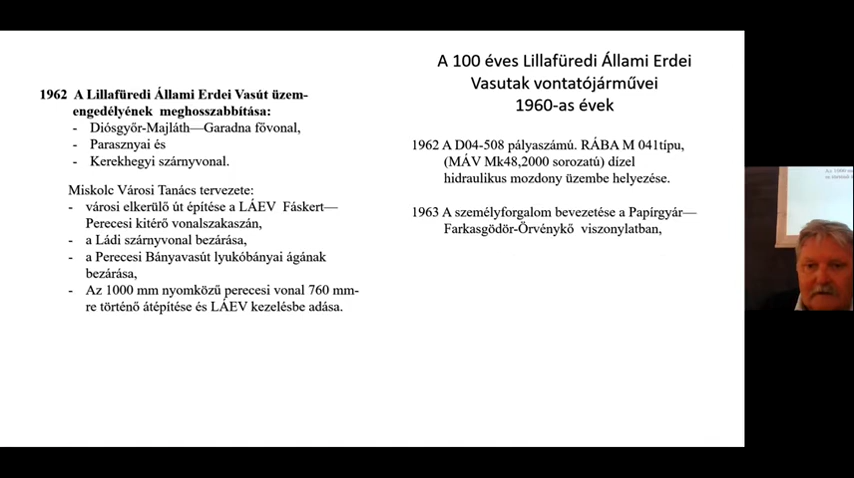 1962 A Lillafüredi Állami Erdei Vasút üzem-
engedélyének meghosszabbítása:
- Diósgyőr-Majláth—Garadna fővonal,
- Parasznyai és
- Kerekhegyi szárnyvonal.
Miskolc Városi Tanács tervezete:
- városi elkerülő út építése a LÁEV Fáskert—
Perecesi kitérő vonalszakaszán,
- a Ládi szárnyvonal bezárása,
- a Perecesi Bányavasút lyukóbányai ágának
bezárása,
- Az 1000 mm nyomközű perecesi vonal 760 mm-
re történő átépítése és LÁEV kezelésbe adása.
A 100 éves Lillafüredi Állami Erdei
Vasutak vontatójárművei
1960-as évek
1962 A D04-508 pályaszámú. RÁBA M 041típu,
(MÁV Mk48,2000 sorozatú) dízel
hidraulikus mozdony üzembe helyezése.
1963 A személyforgalom bevezetése a Papírgyár—
Farkasgödör-Örvénykő viszonylatban,